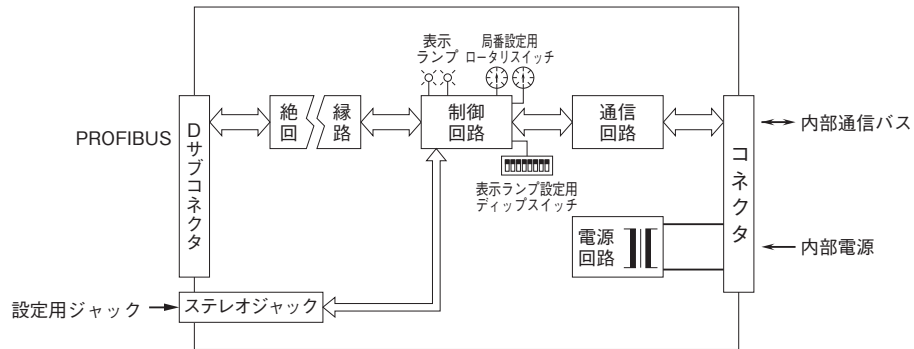 表示
ランプ
局番設定用
ロータリスイッチ
PROFIBUS
Dサブコネクタ
絶 縁
回 路
制御
回路
通信
回路
コネクタ
内部通信バス
表示ランプ設定用
ディップスイッチ
電源
回路
内部電源
設定用ジャック
ステレオジャック